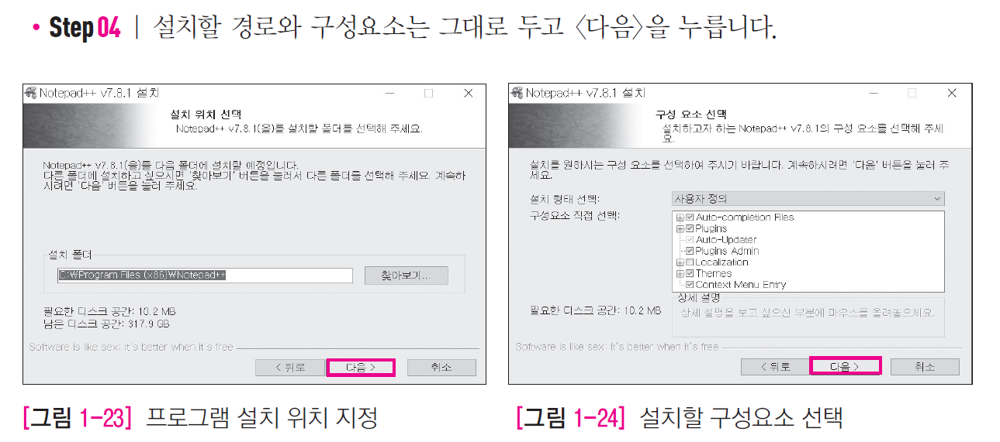 • Step 04 | 설치할 경로와 구성요소는 그대로 두고 〈다음〉을 누릅니다.
Notepad++ v7.8.1 설치
설치 위치 선택
Notepad++ v7.8.1(을)를 설치할 폴더를 선택해 주세요.
Notepad++ v7.8.1(을)를 다음 폴더에 설치할 예정입니다.
다른 폴더에 설치하고 싶으시면 '찾아보기' 버튼을 눌러서 다른 폴더를 선택해 주세요. 계속하
시려면 '다음' 버튼을 눌러 주세요.
설치 폴더
C:₩Program Files (x86)₩Notepad++
찾아보기...
필요한 디스크 공간: 10.2 MB
남은 디스크 공간: 317.9 GB
Software is like sex: It's better when it's free
< 뒤로
다음 >
취소
[그림 1-23] 프로그램 설치 위치 지정
Notepad++ v7.8.1 설치
구성 요소 선택
설치하고자 하는 Notepad++ v7.8.1의 구성 요소를 선택해 주세
요.
설치를 원하시는 구성 요소를 선택하여 주시기 바랍니다. 계속하시려면 '다음' 버튼을 눌러 주
세요.
설치 형태 선택:
사용자 정의
구성요소 직접 선택:
Auto-completion Files
Plugins
Auto-Updater
Plugins Admin
Localization
Themes
Context Menu Entry
필요한 디스크 공간: 10.2 MB
상세 설명
상세 설명을 보고 싶으신 부분에 마우스를 올려놓으세요.
Software is like sex: It's better when it's free
< 뒤로
다음 >
취소
[그림 1-24] 설치할 구성요소 선택